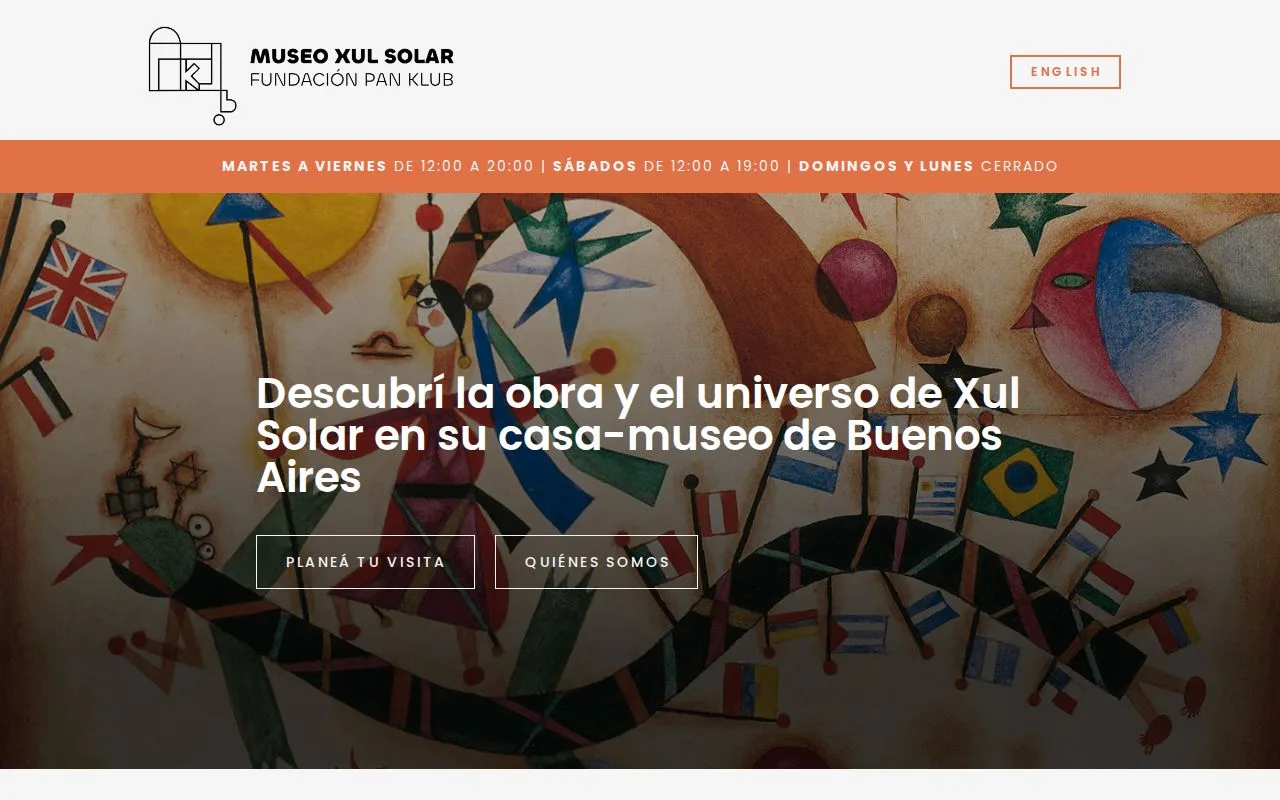 MUSEO XUL SOLAR
FUNDACIÓN PAN KLUB
ENGLISH
MARTES A VIERNES DE 12:00 A 20:00 | SÁBADOS DE 12:00 A 19:00 | DOMINGOS Y LUNES CERRADO
Descubrí la obra y el universo de Xul
Solar en su casa-museo de Buenos
Aires
PLANEÁ TU VISITA
QUIÉNES SOMOS